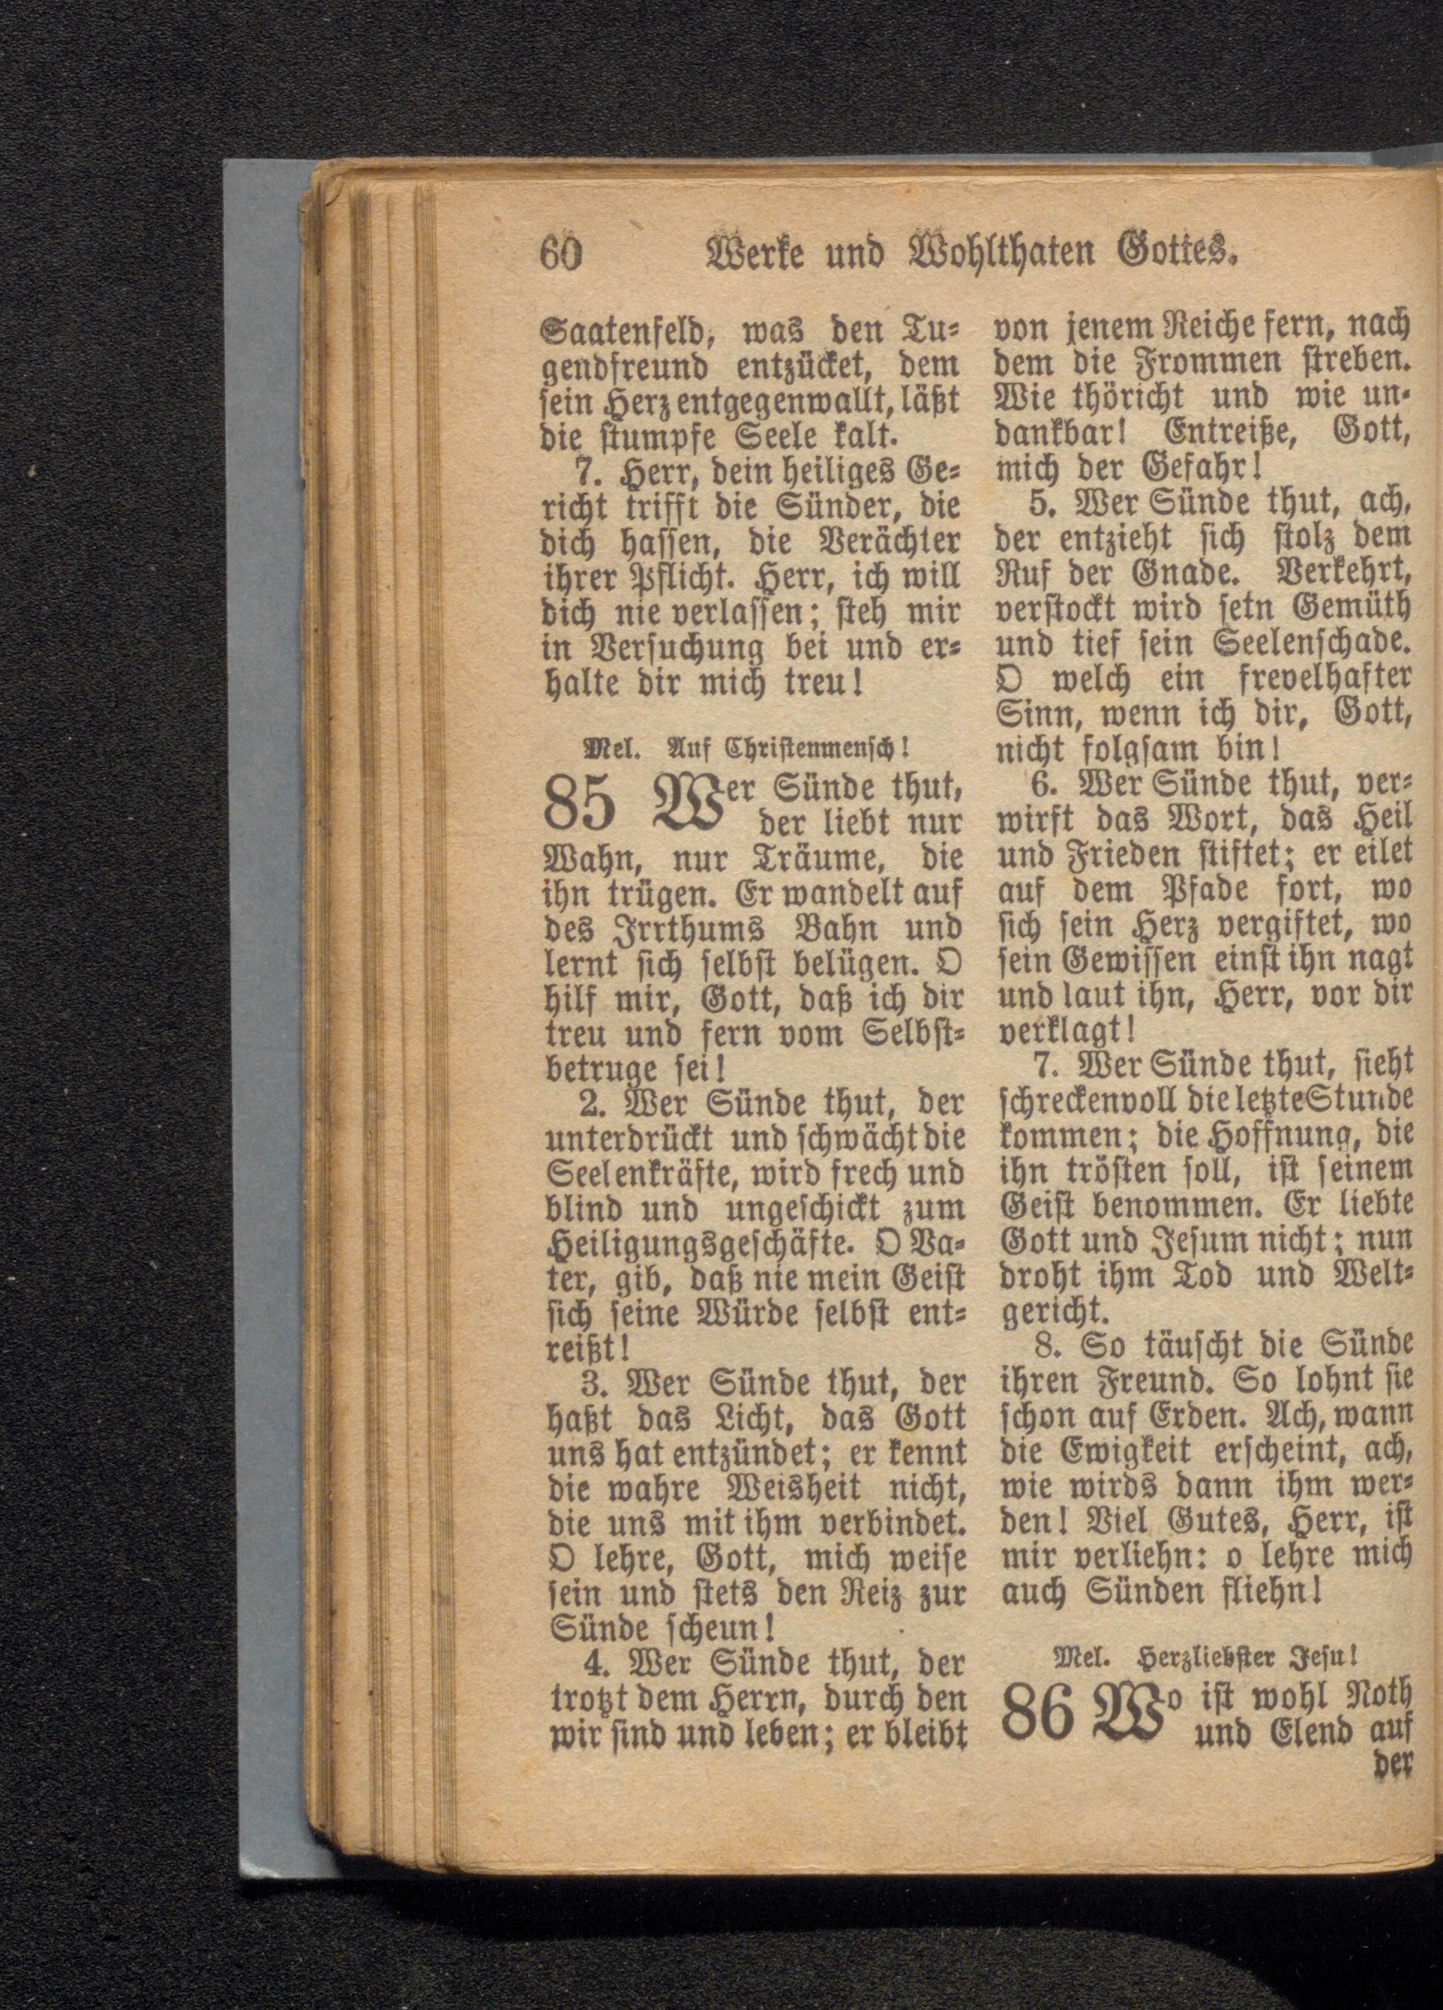 60 Werke und Wohlthaten Gottes.
Saatenfeld, was den Tu-
gendfreund entzücket, dem
sein Herz entgegenwallt, läßt
die stumpfe Seele kalt.
7. Herr, dein heiliges Ge-
richt trifft die Sünder, die
dich hassen, die Verächter
ihrer Pflicht. Herr, ich will
dich nie verlassen; steh mir
in Versuchung bei und er-
halte dir mich treu!
Mel. Auf Christenmensch!
85 Wer Sünde thut,
der liebt nur
Wahn, nur Träume, die
ihn trügen. Er wandelt auf
des Irrthums Bahn und
lernt sich selbst belügen. O
hilf mir, Gott, daß ich dir
treu und fern vom Selbst-
betruge sei!
2. Wer Sünde thut, der
unterdrückt und schwächt die
Seelenkräfte, wird frech und
blind und ungeschickt zum
Heiligungsgeschäfte. O Va-
ter, gib, daß nie mein Geist
sich seine Würde selbst ent-
reißt!
3. Wer Sünde thut, der
haßt das Licht, das Gott
uns hat entzündet; er kennt
die wahre Weisheit nicht,
die uns mit ihm verbindet.
O lehre, Gott, mich weise
sein und stets den Reiz zur
Sünde scheun!
4. Wer Sünde thut, der
trotzt dem Herrn, durch den
wir sind und leben; er bleibt
von jenem Reiche fern, nach
dem die Frommen streben.
Wie thöricht und wie un-
dankbar! Entreiße, Gott,
mich der Gefahr!
5. Wer Sünde thut, ach,
der entzieht sich stolz dem
Ruf der Gnade. Verkehrt,
verstockt wird sein Gemüth
und tief sein Seelenschade.
O welch ein frevelhafter
Sinn, wenn ich dir, Gott,
nicht folgsam bin!
6. Wer Sünde thut, ver-
wirft das Wort, das Heil
und Frieden stiftet; er eilet
auf dem Pfade fort, wo
sich sein Herz vergiftet, wo
sein Gewissen einst ihn nagt
und laut ihn, Herr, vor dir
verklagt!
7. Wer Sünde thut, sieht
schreckenvoll die letzte Stunde
kommen; die Hoffnung, die
ihn trösten soll, ist seinem
Geist benommen. Er liebte
Gott und Jesum nicht; nun
droht ihm Tod und Welt-
gericht.
8. So täuscht die Sünde
ihren Freund. So lohnt sie
schon auf Erden. Ach, wann
die Ewigkeit erscheint, ach,
wie wirds dann ihm wer-
den! Viel Gutes, Herr, ist
mir verliehn: o lehre mich
auch Sünden fliehn!
Mel. Herzliebster Jesu!
86 Wo ist wohl Noth
und Elend auf
der